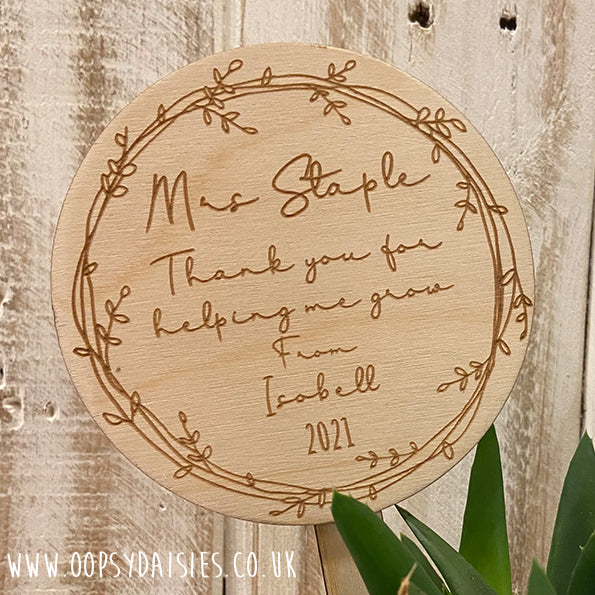 Mrs Staple
Thank you for
helping me grow
From
Isobell
2021
WWW.OOPSYDAISIES.CO.UK